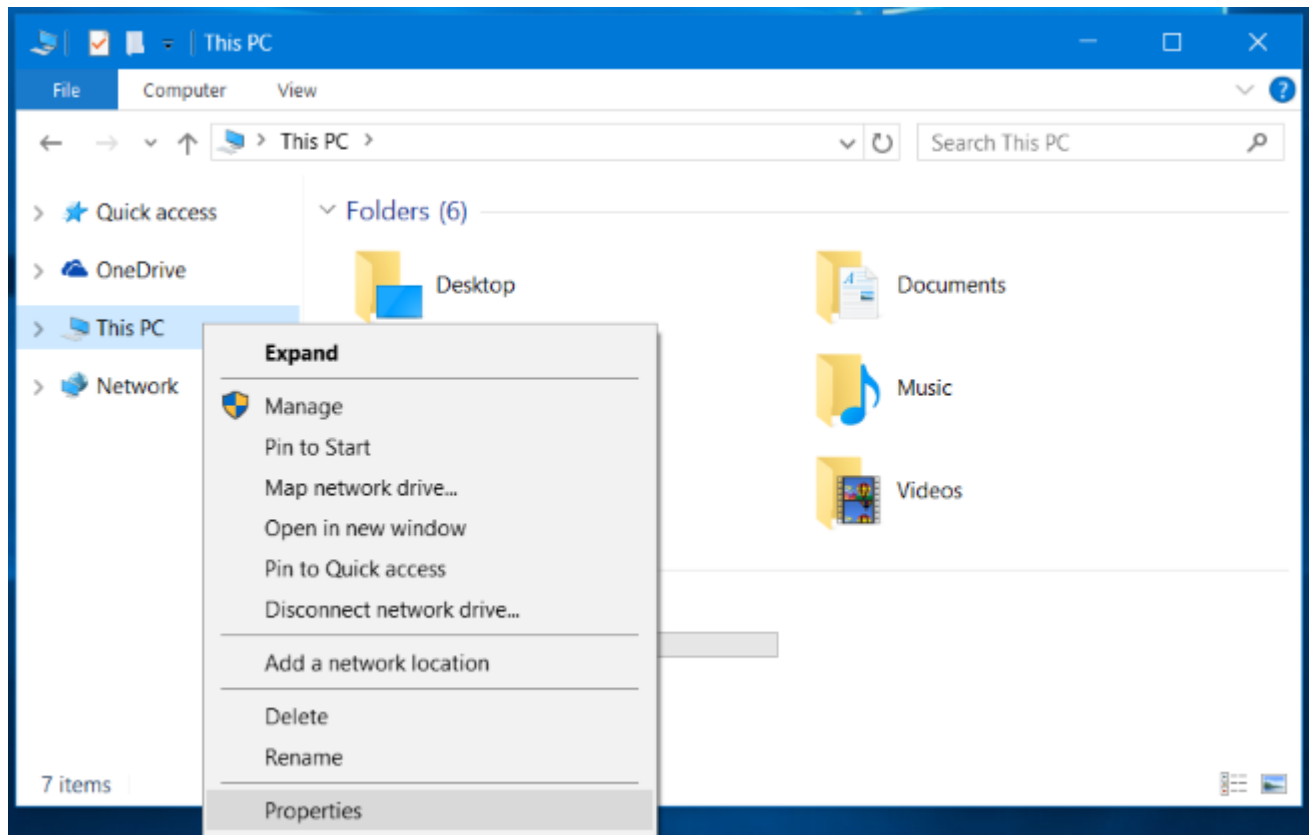 This PC
File Computer View
This PC
Search This PC
Quick access
OneDrive
This PC
Network
Folders (6)
Desktop
Documents
Music
Videos
Expand
Manage
Pin to Start
Map network drive...
Open in new window
Pin to Quick access
Disconnect network drive...
Add a network location
Delete
Rename
Properties
7 items